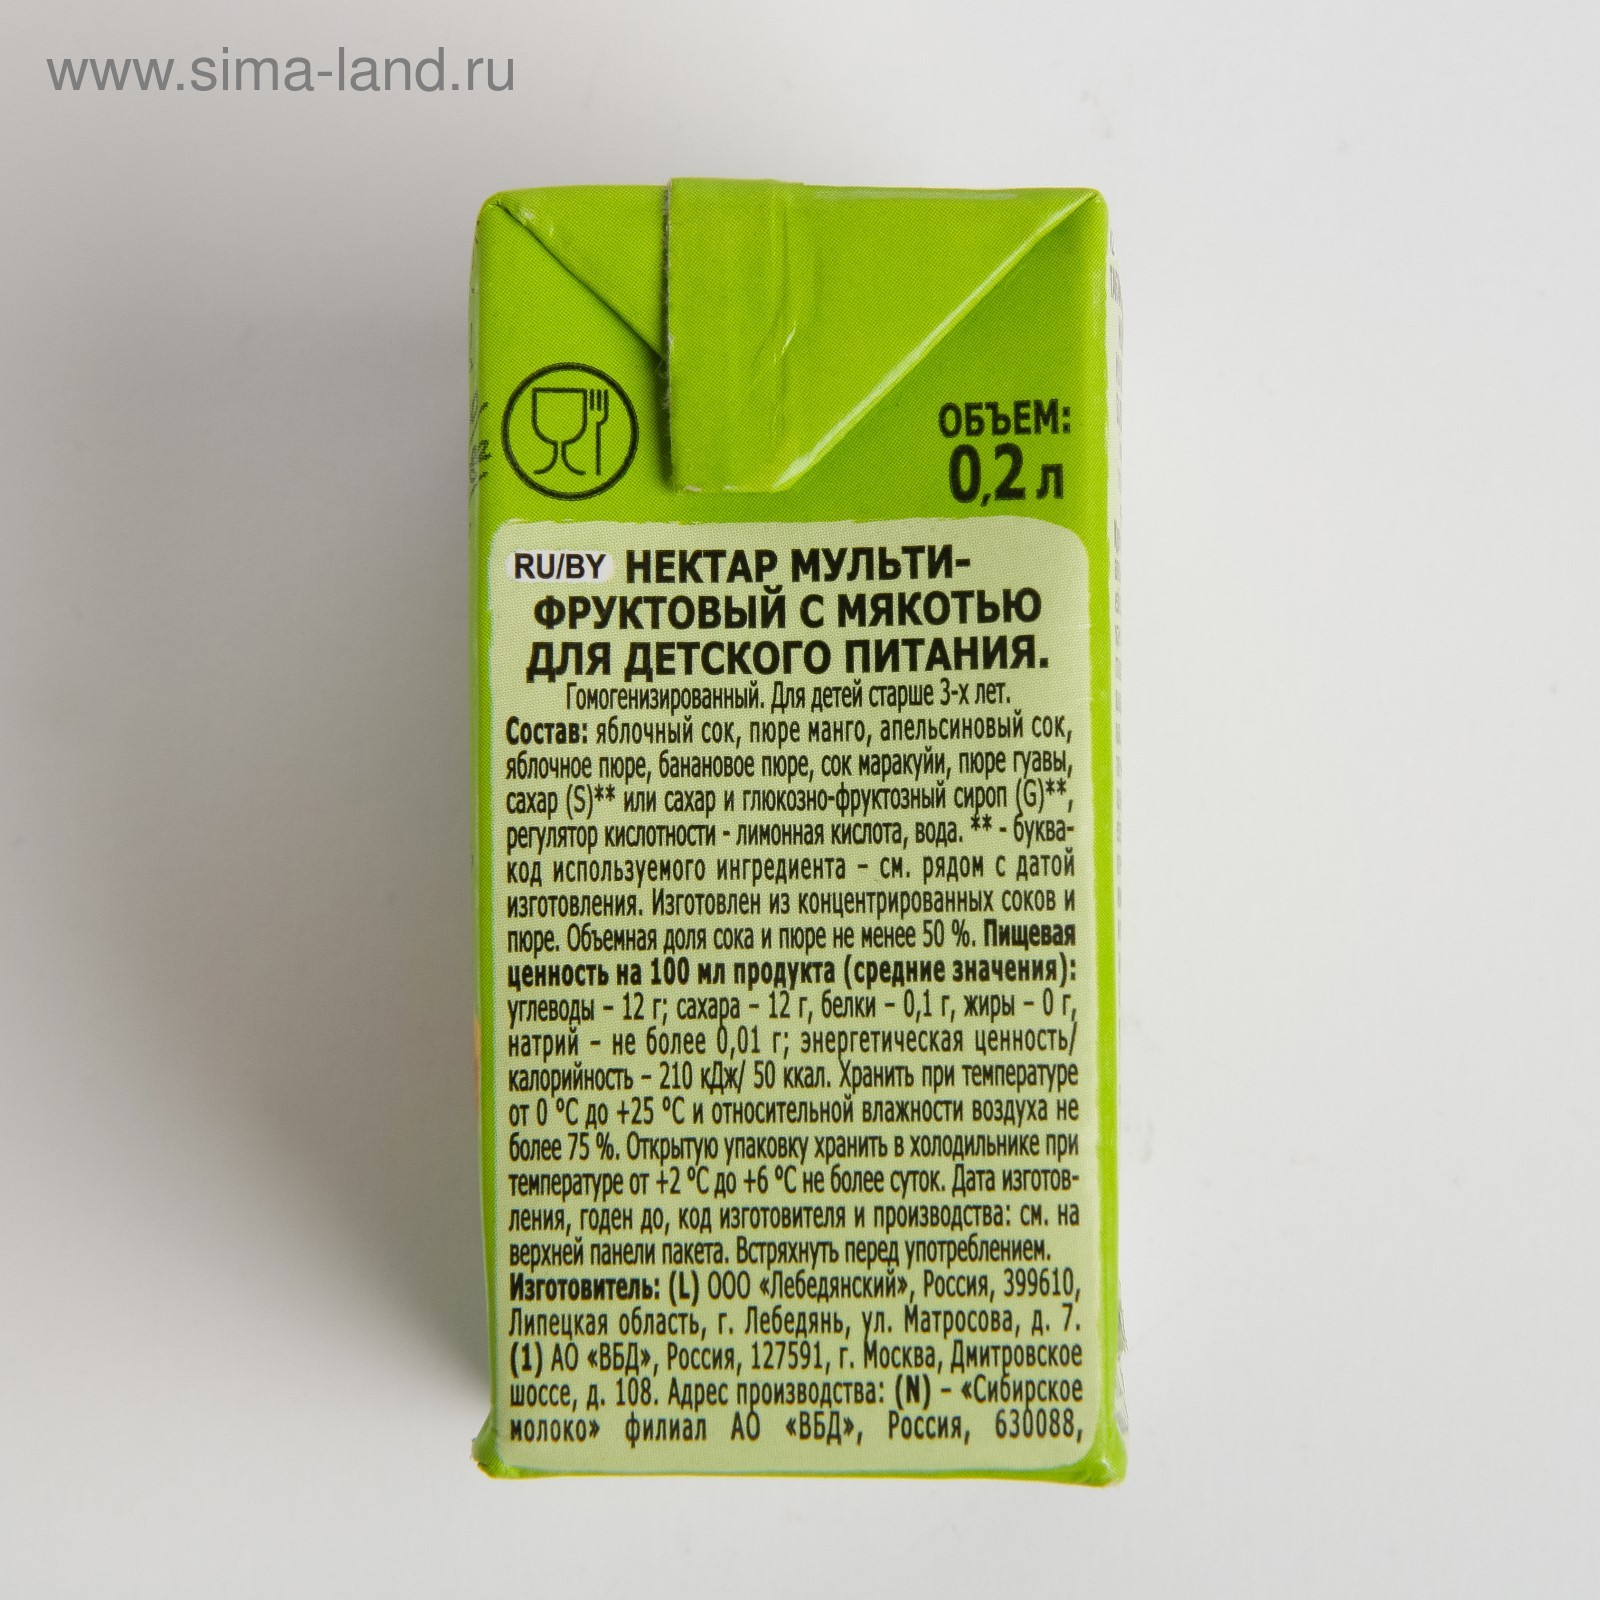 www.sima-land.ru
ОБЪЕМ:
0,2 л
RU/BY НЕКТАР МУЛЬТИ-
ФРУКТОВЫЙ С МЯКОТЬЮ
ДЛЯ ДЕТСКОГО ПИТАНИЯ.
Гомогенизированный. Для детей старше 3-х лет.
Состав: яблочный сок, пюре манго, апельсиновый сок,
яблочное пюре, банановое пюре, сок маракуйи, пюре гуавы,
сахар (S)** или сахар и глюкозно-фруктозный сироп (G)**,
регулятор кислотности - лимонная кислота, вода. ** - буква-
код используемого ингредиента – см. рядом с датой
изготовления. Изготовлен из концентрированных соков и
пюре. Объемная доля сока и пюре не менее 50 %. Пищевая
ценность на 100 мл продукта (средние значения):
углеводы – 12 г; сахара – 12 г, белки – 0,1 г, жиры – 0 г,
натрий – не более 0,01 г; энергетическая ценность/
калорийность – 210 кДж/ 50 ккал. Хранить при температуре
от 0 °С до +25 °С и относительной влажности воздуха не
более 75 %. Открытую упаковку хранить в холодильнике при
температуре от +2 °С до +6 °С не более суток. Дата изготов-
ления, годен до, код изготовителя и производства: см. на
верхней панели пакета. Встряхнуть перед употреблением.
Изготовитель: (L) ООО «Лебедянский», Россия, 399610,
Липецкая область, г. Лебедянь, ул. Матросова, д. 7.
(1) АО «ВБД», Россия, 127591, г. Москва, Дмитровское
шоссе, д. 108. Адрес производства: (N) – «Сибирское
молоко» филиал АО «ВБД», Россия, 630088,